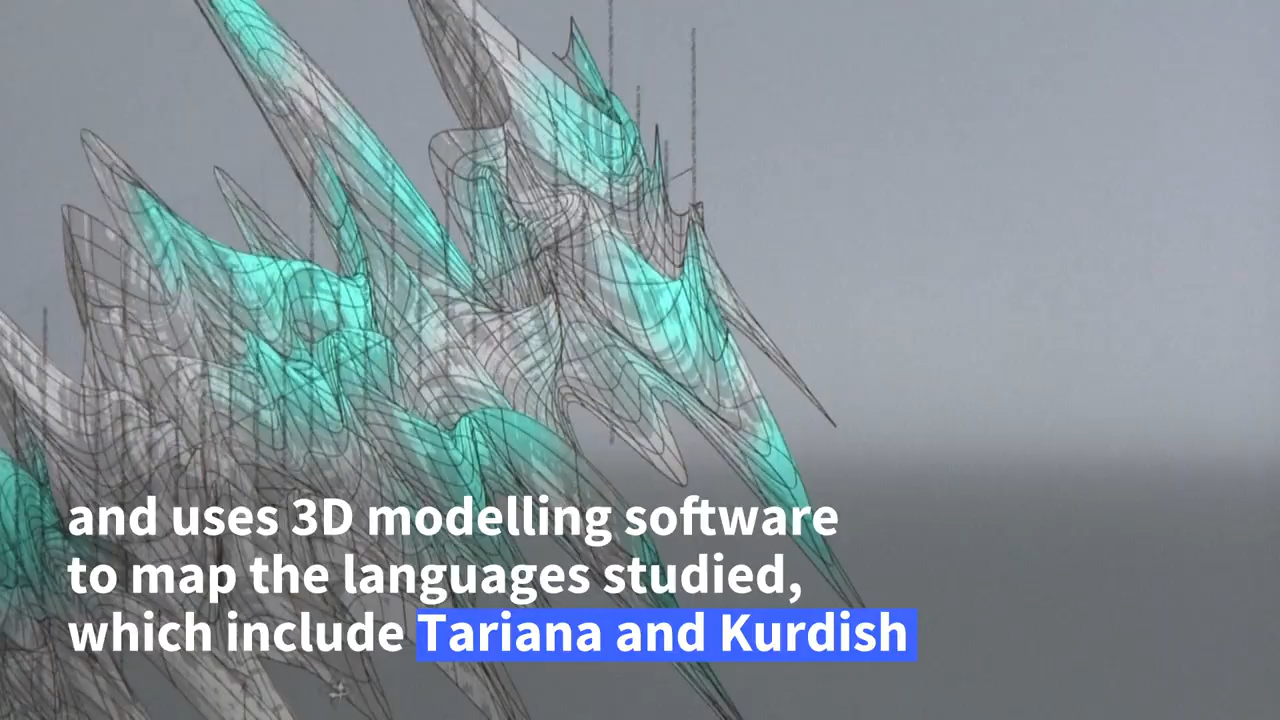 and uses 3D modelling software
to map the languages studied,
which include Tariana and Kurdish